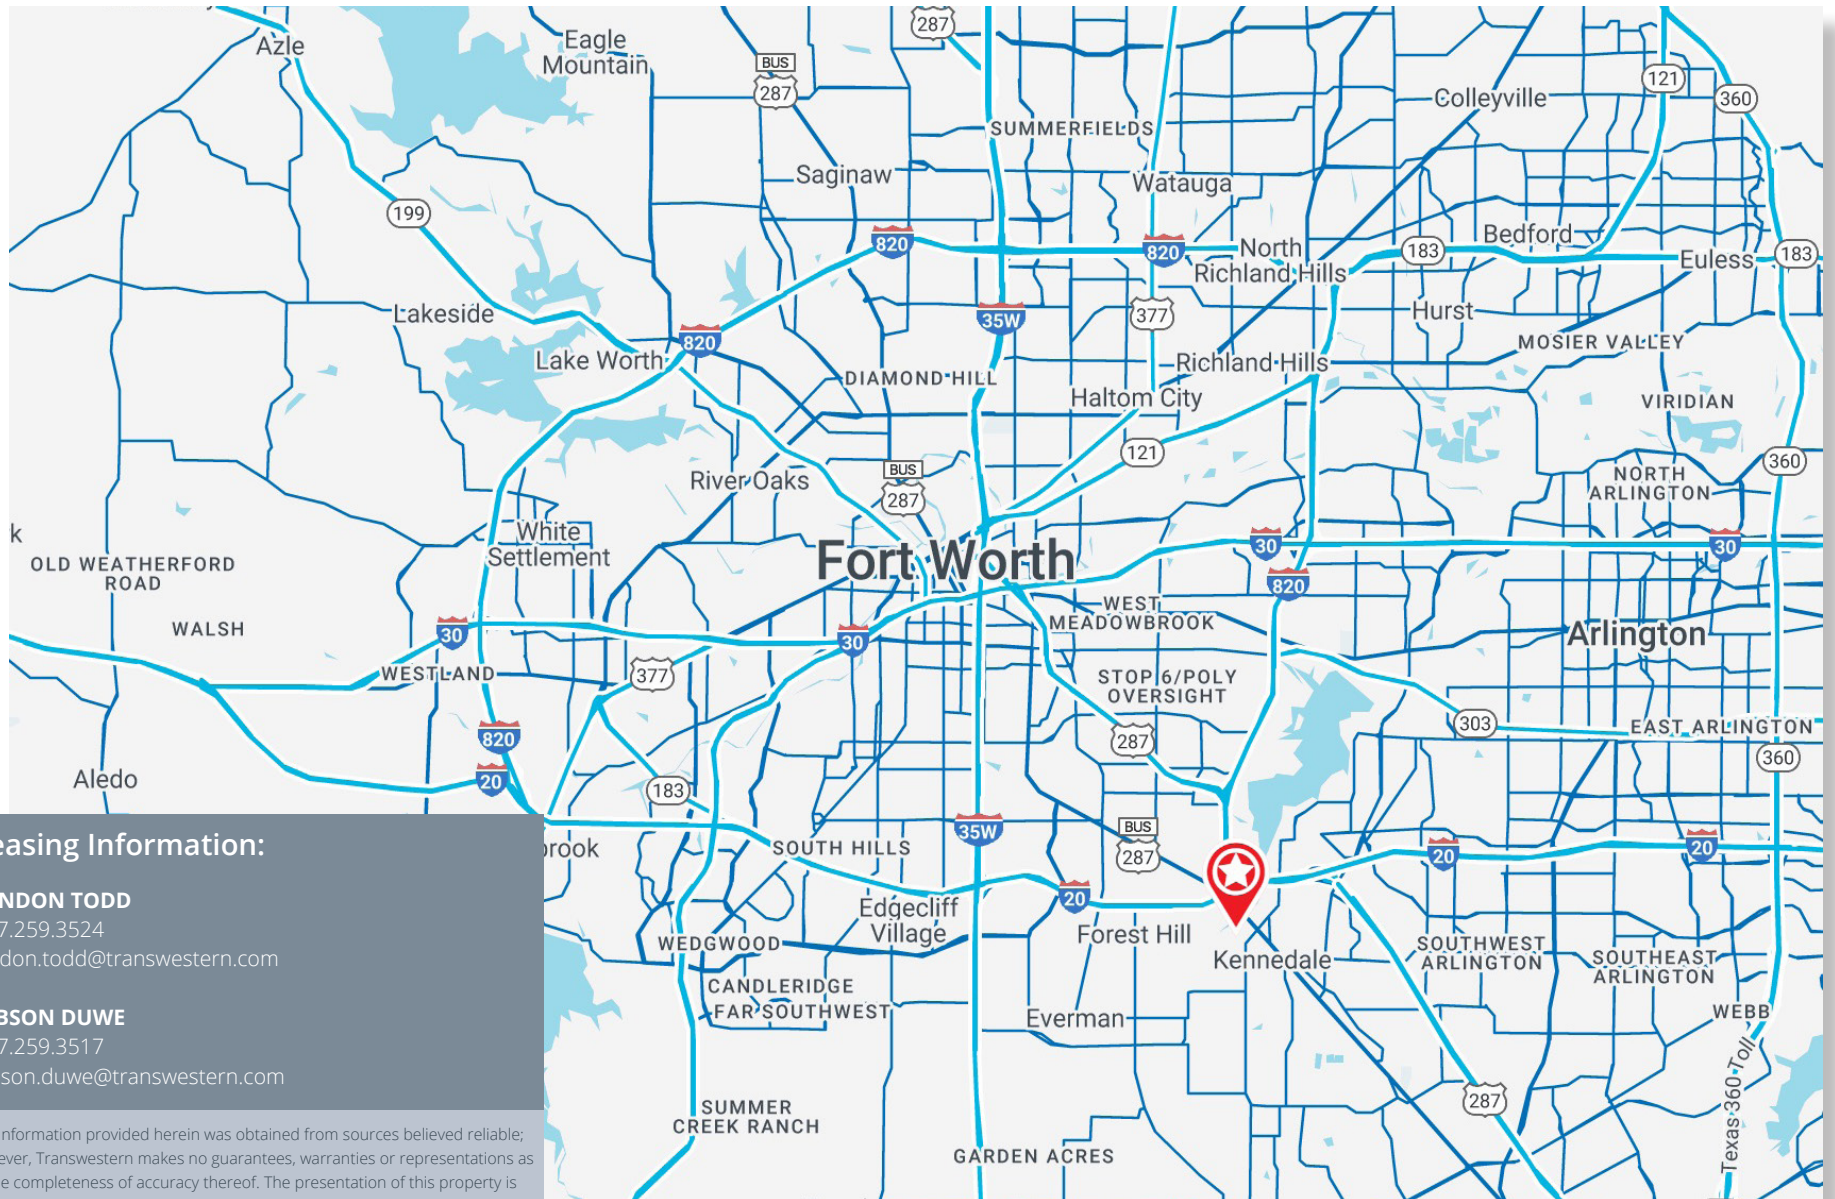 287
Azle
Eagle
Mountain
BUS
287
121
360
Colleyville
SUMMERFIELDS
Saginaw
Watauga
199
820
820
North
Richland Hills
183
Bedford
Euless
183
Lakeside
35W
377
Hurst
820
Lake Worth
MOSIER VALLEY
DIAMOND HILL
Richland Hills
Haltom City
VIRIDIAN
121
360
BUS
287
River Oaks
NORTH
ARLINGTON
k
White
Settlement
Fort Worth
30
30
OLD WEATHERFORD
ROAD
820
WALSH
30
30
WEST
MEADOWBROOK
Arlington
WESTLAND
377
STOP 6/POLY
OVERSIGHT
303
EAST ARLINGTON
820
287
360
Aledo
20
183
35W
BUS
287
SOUTH HILLS
20
20
easing Information:
brook
NDON TODD
7.259.3524
don.todd@transwestern.com
BSON DUWE
7.259.3517
son.duwe@transwestern.com
20
Edgecliff
Village
Forest Hill
Kennedale
WEDGWOOD
SOUTHWEST
ARLINGTON
SOUTHEAST
ARLINGTON
CANDLERIDGE
FAR SOUTHWEST
Everman
WEBB
Texas 360 Toll
287
SUMMER
CREEK RANCH
GARDEN ACRES
information provided herein was obtained from sources believed reliable;
ever, Transwestern makes no guarantees, warranties or representations as
e completeness of accuracy thereof. The presentation of this property is